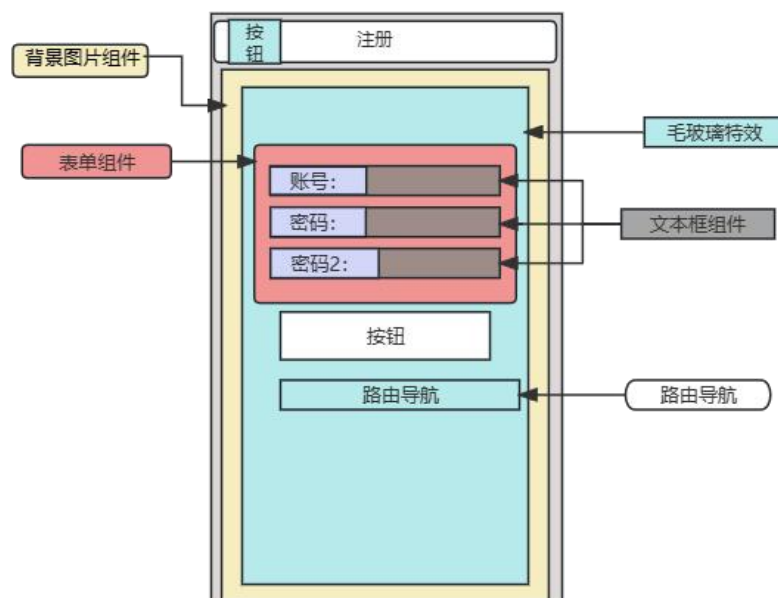 按
钮
注册
背景图片组件
毛玻璃特效
表单组件
账号：
密码：
文本框组件
密码2：
按钮
路由导航
路由导航